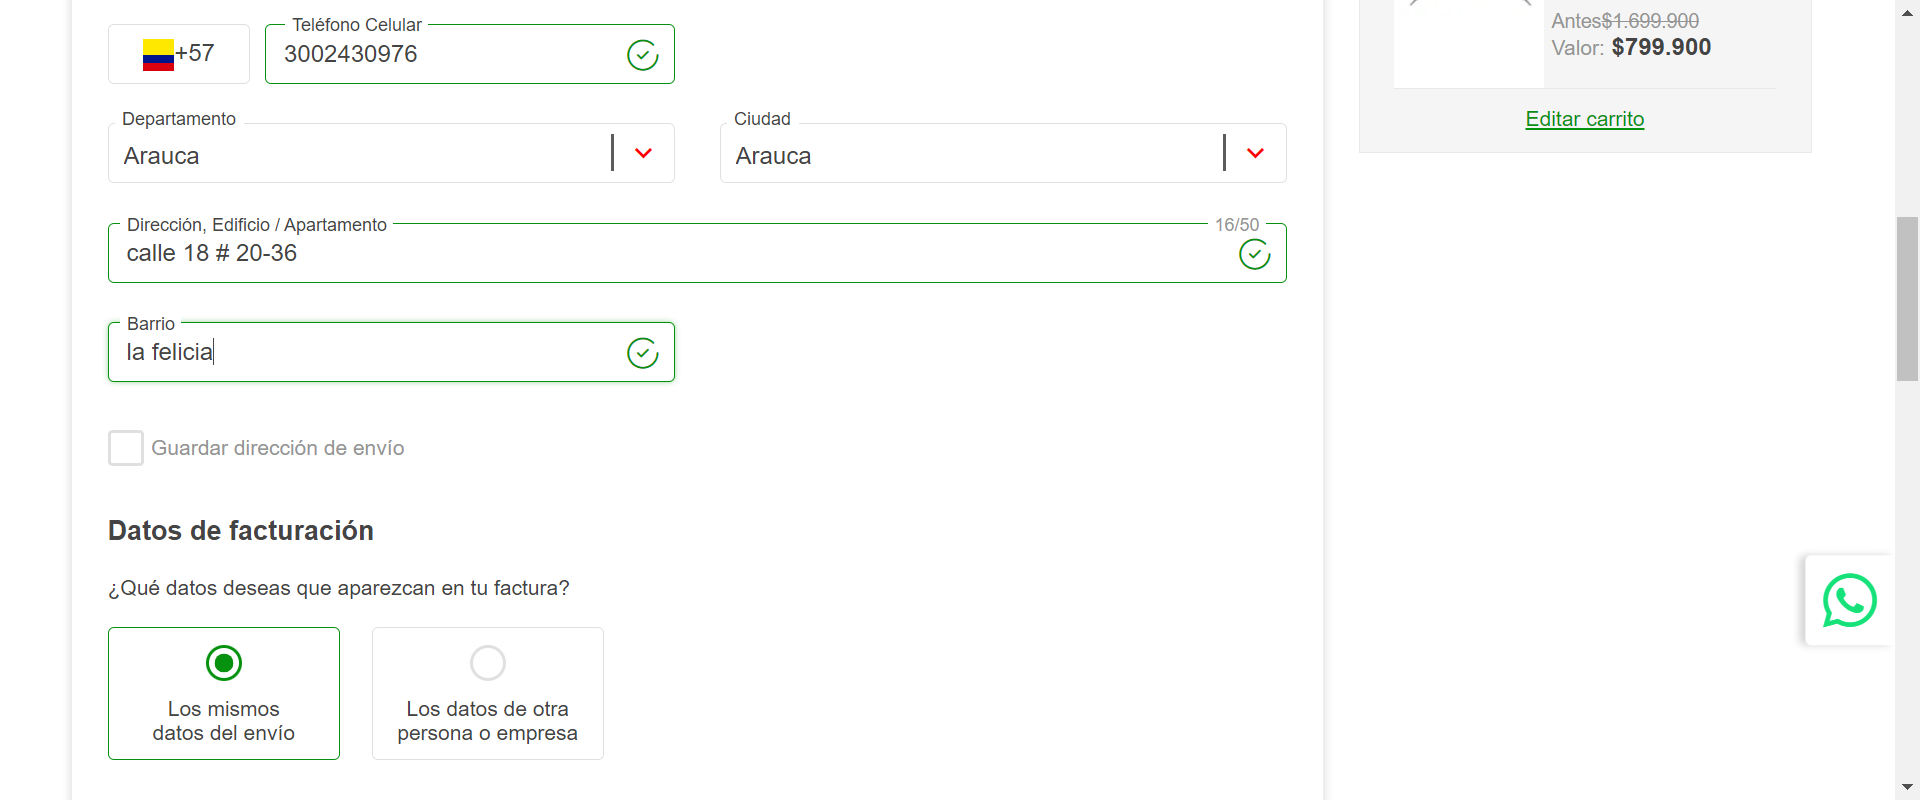 Teléfono Celular
+57
3002430976
Departamento
Arauca
Ciudad
Arauca
Dirección, Edificio / Apartamento
16/50
calle 18 # 20-36
Barrio
la felicia
Guardar dirección de envío
Datos de facturación
¿Qué datos deseas que aparezcan en tu factura?
Los mismos
datos del envío
Los datos de otra
persona o empresa
Antes$1.699.900
Valor: $799.900
Editar carrito